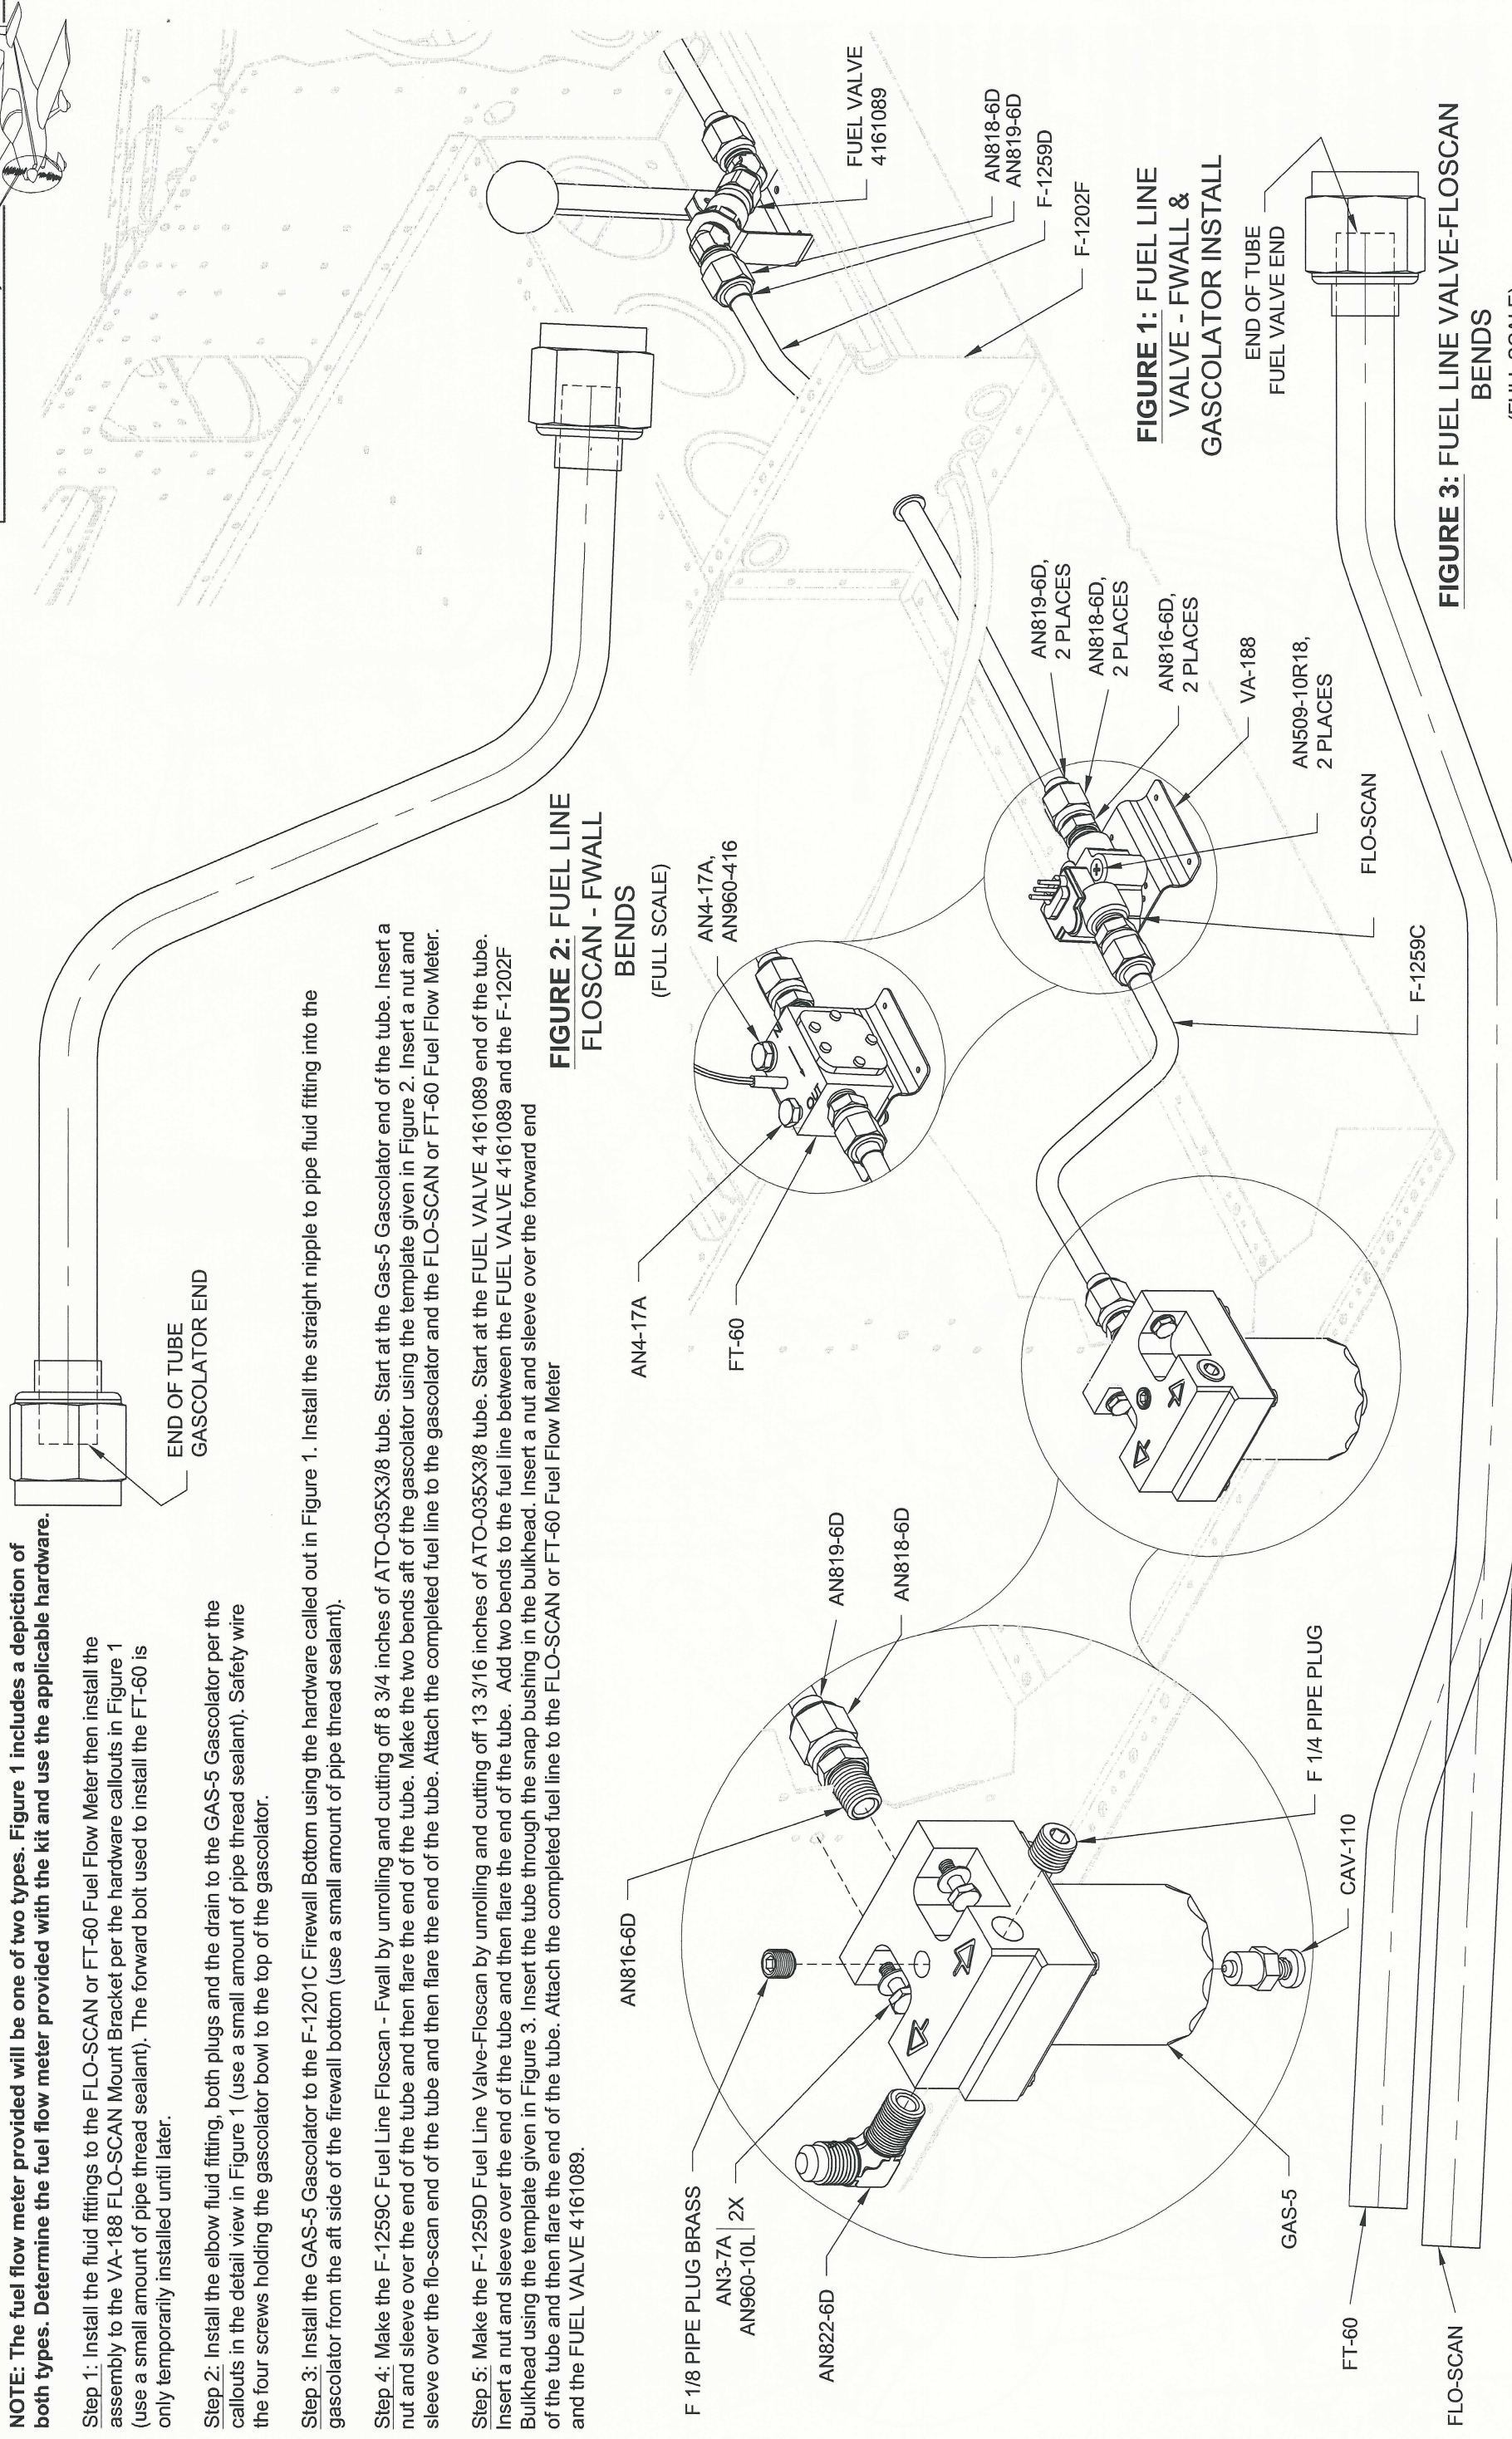 NOTE: The fuel flow meter provided will be one of two types. Figure 1 includes a depiction of
both types. Determine the fuel flow meter provided with the kit and use the applicable hardware.
Step 1: Install the fluid fittings to the FLO-SCAN or FT-60 Fuel Flow Meter then install the
assembly to the VA-188 FLO-SCAN Mount Bracket per the hardware callouts in Figure 1
(use a small amount of pipe thread sealant). The forward bolt used to install the FT-60 is
only temporarily installed until later.
Step 2: Install the elbow fluid fitting, both plugs and the drain to the GAS-5 Gascolator per the
callouts in the detail view in Figure 1 (use a small amount of pipe thread sealant). Safety wire
the four screws holding the gascolator bowl to the top of the gascolator.
Step 3: Install the GAS-5 Gascolator to the F-1201C Firewall Bottom using the hardware called out in Figure 1. Install the straight nipple to pipe fluid fitting into the
gascolator from the aft side of the firewall bottom (use a small amount of pipe thread sealant).
Step 4: Make the F-1259C Fuel Line Floscan - Fwall by unrolling and cutting off 8 3/4 inches of ATO-035X3/8 tube. Start at the Gas-5 Gascolator end of the tube. Insert a
nut and sleeve over the end of the tube and then flare the end of the tube. Make the two bends aft of the gascolator using the template given in Figure 2. Insert a nut and
sleeve over the flo-scan end of the tube and then flare the end of the tube. Attach the completed fuel line to the gascolator and the FLO-SCAN or FT-60 Fuel Flow Meter.
Step 5: Make the F-1259D Fuel Line Valve-Floscan by unrolling and cutting off 13 3/16 inches of ATO-035X3/8 tube. Start at the FUEL VALVE 4161089 end of the tube.
Insert a nut and sleeve over the end of the tube and then flare the end of the tube.  Add two bends to the fuel line between the FUEL VALVE 4161089 and the F-1202F
Bulkhead using the template given in Figure 3. Insert the tube through the snap bushing in the bulkhead. Insert a nut and sleeve over the forward end
of the tube and then flare the end of the tube. Attach the completed fuel line to the FLO-SCAN or FT-60 Fuel Flow Meter
and the FUEL VALVE 4161089.
END OF TUBE
GASCOLATOR END
FIGURE 2: FUEL LINE
FLOSCAN - FWALL
BENDS
(FULL SCALE)
F 1/8 PIPE PLUG BRASS
AN3-7A
AN960-10L
2X
AN822-6D
AN816-6D
AN819-6D
AN818-6D
F 1/4 PIPE PLUG
CAV-110
GAS-5
AN4-17A
FT-60
AN4-17A,
AN960-416
OUT
AN819-6D,
2 PLACES
AN818-6D,
2 PLACES
AN816-6D,
2 PLACES
VA-188
AN509-10R18,
2 PLACES
FLO-SCAN
F-1259C
FUEL VALVE
4161089
AN818-6D
AN819-6D
F-1259D
F-1202F
FIGURE 1: FUEL LINE
VALVE - FWALL &
GASCOLATOR INSTALL
END OF TUBE
FUEL VALVE END
FT-60
FLO-SCAN
FIGURE 3: FUEL LINE VALVE-FLOSCAN
BENDS